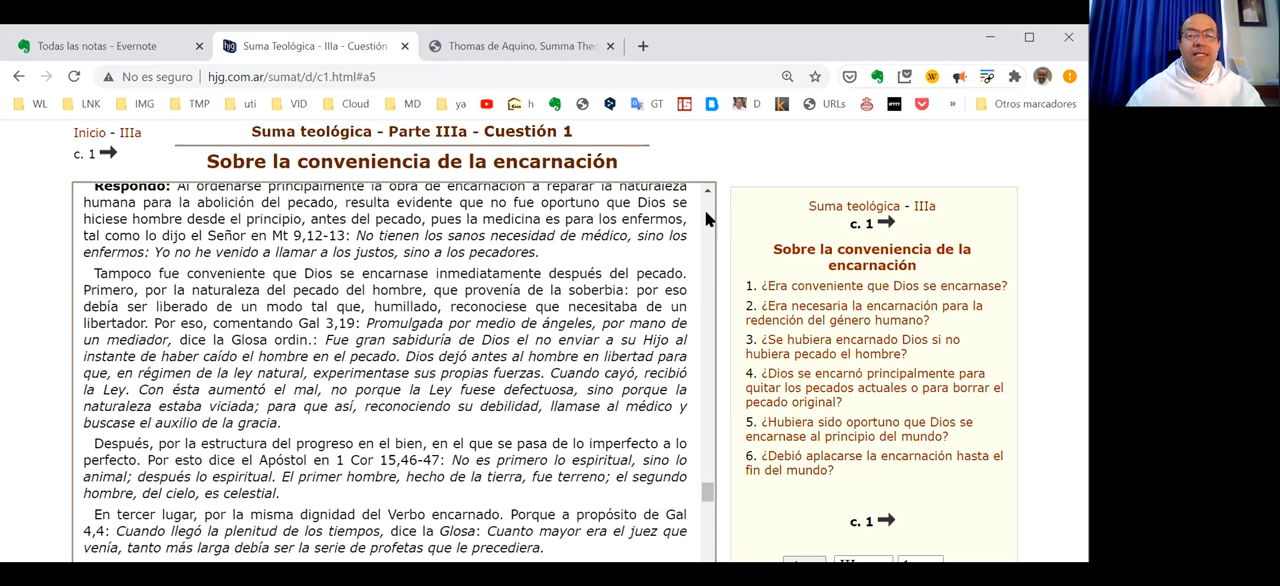 Todas las notas - Evernote
Suma Teológica - IIIa - Cuestión
Thomas de Aquino, Summa Theo
No es seguro
hjg.com.ar/sumat/d/c1.html#a5
WL LNK IMG TMP uti VID Cloud MD ya h GT D URLs Otros marcadores
Inicio - IIIa
c. 1
Suma teológica - Parte IIIa - Cuestión 1
Sobre la conveniencia de la encarnación
Respondo: Al ordenarse principalmente la obra de encarnación a reparar la naturaleza
humana para la abolición del pecado, resulta evidente que no fue oportuno que Dios se
hiciese hombre desde el principio, antes del pecado, pues la medicina es para los enfermos,
tal como lo dijo el Señor en Mt 9,12-13: No tienen los sanos necesidad de médico, sino los
enfermos: Yo no he venido a llamar a los justos, sino a los pecadores.
Tampoco fue conveniente que Dios se encarnase inmediatamente después del pecado.
Primero, por la naturaleza del pecado del hombre, que provenía de la soberbia: por eso
debía ser liberado de un modo tal que, humillado, reconociese que necesitaba de un
libertador. Por eso, comentando Gal 3,19: Promulgada por medio de ángeles, por mano de
un mediador, dice la Glosa ordin.: Fue gran sabiduría de Dios el no enviar a su Hijo al
instante de haber caído el hombre en el pecado. Dios dejó antes al hombre en libertad para
que, en régimen de la ley natural, experimentase sus propias fuerzas. Cuando cayó, recibió
la Ley. Con ésta aumentó el mal, no porque la Ley fuese defectuosa, sino porque la
naturaleza estaba viciada; para que así, reconociendo su debilidad, llamase al médico y
buscase el auxilio de la gracia.
Después, por la estructura del progreso en el bien, en el que se pasa de lo imperfecto a lo
perfecto. Por esto dice el Apóstol en 1 Cor 15,46-47: No es primero lo espiritual, sino lo
animal; después lo espiritual. El primer hombre, hecho de la tierra, fue terreno; el segundo
hombre, del cielo, es celestial.
En tercer lugar, por la misma dignidad del Verbo encarnado. Porque a propósito de Gal
4,4: Cuando llegó la plenitud de los tiempos, dice la Glosa: Cuanto mayor era el juez que
venía, tanto más larga debía ser la serie de profetas que le precediera.
Suma teológica - IIIa
c. 1
Sobre la conveniencia de la
encarnación
1. ¿Era conveniente que Dios se encarnase?
2. ¿Era necesaria la encarnación para la
redención del género humano?
3. ¿Se hubiera encarnado Dios si no
hubiera pecado el hombre?
4. ¿Dios se encarnó principalmente para
quitar los pecados actuales o para borrar el
pecado original?
5. ¿Hubiera sido oportuno que Dios se
encarnase al principio del mundo?
6. ¿Debió aplacarse la encarnación hasta el
fin del mundo?
c. 1